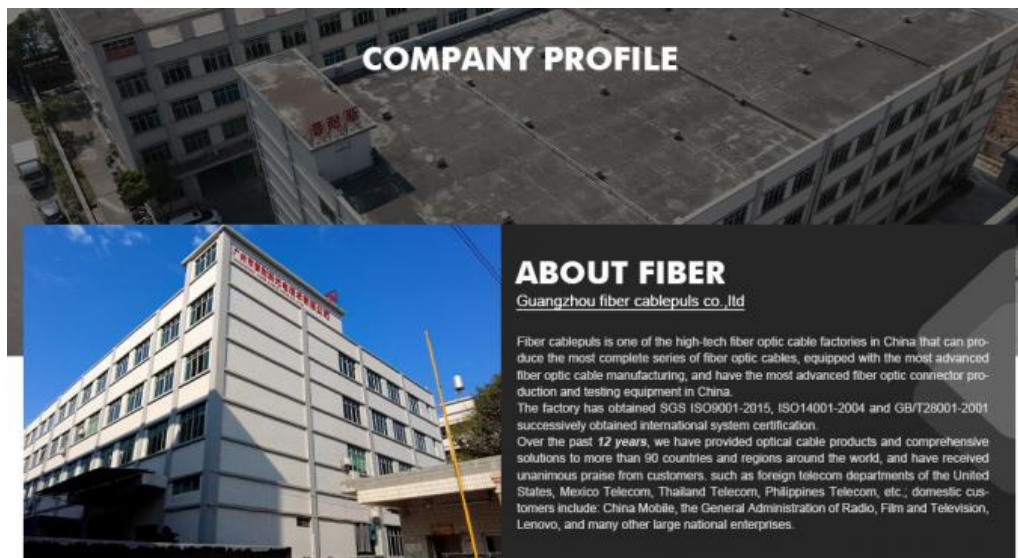 COMPANY PROFILE
ABOUT FIBER
Guangzhou fiber cablepuls co.,ltd
Fiber cablepuls is one of the high-tech fiber optic cable factories in China that can pro-
duce the most complete series of fiber optic cables, equipped with the most advanced
fiber optic cable manufacturing, and have the most advanced fiber optic connector pro-
duction and testing equipment in China.
The factory has obtained SGS ISO9001-2015, ISO14001-2004 and GB/T28001-2001
successively obtained international system certification.
Over the past 12 years, we have provided optical cable products and comprehensive
solutions to more than 90 countries and regions around the world, and have received
unanimous praise from customers. such as foreign telecom departments of the United
States, Mexico Telecom, Thailand Telecom, Philippines Telecom, etc.; domestic cus-
tomers include: China Mobile, the General Administration of Radio, Film and Television,
Lenovo, and many other large national enterprises.